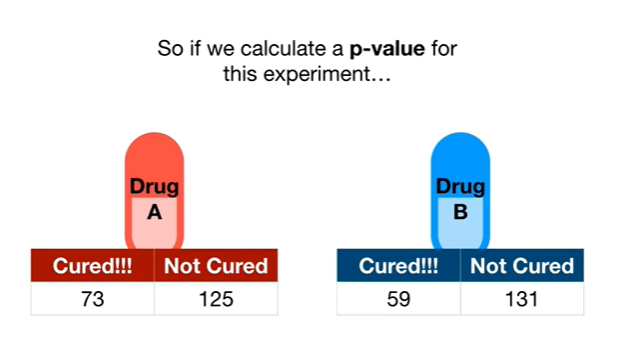 So if we calculate a p-value for
this experiment…
Drug
A
Drug
B
Cured!!! Not Cured
73 125
Cured!!! Not Cured
59 131